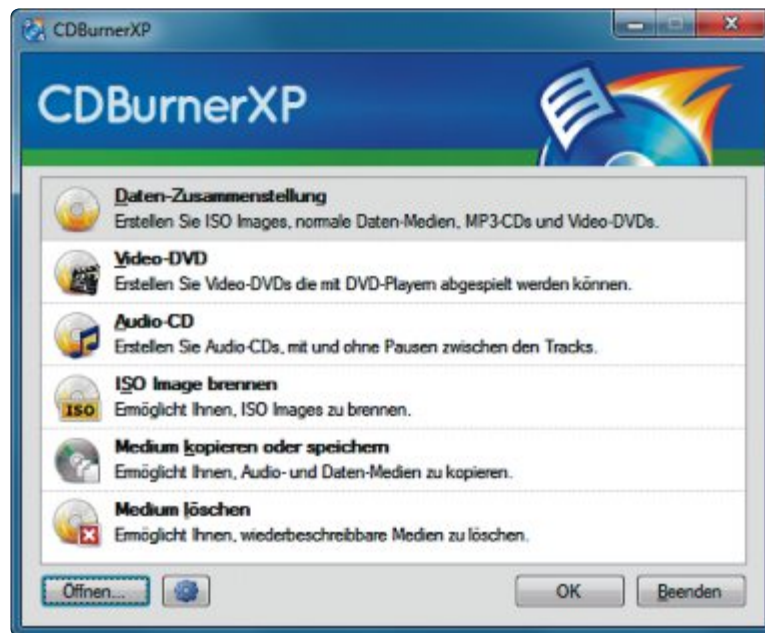 CDBurnerXP
CDBurnerXP
Daten-Zusammenstellung
Erstellen Sie ISO Images, normale Daten-Medien, MP3-CDs und Video-DVDs.
Video-DVD
Erstellen Sie Video-DVDs die mit DVD-Playern abgespielt werden können.
Audio-CD
Erstellen Sie Audio-CDs, mit und ohne Pausen zwischen den Tracks.
ISO Image brennen
ISO
Ermöglicht Ihnen, ISO Images zu brennen.
Medium kopieren oder speichern
Ermöglicht Ihnen, Audio- und Daten-Medien zu kopieren.
Medium löschen
Ermöglicht Ihnen, wiederbeschreibbare Medien zu löschen.
Öffnen... OK Beenden